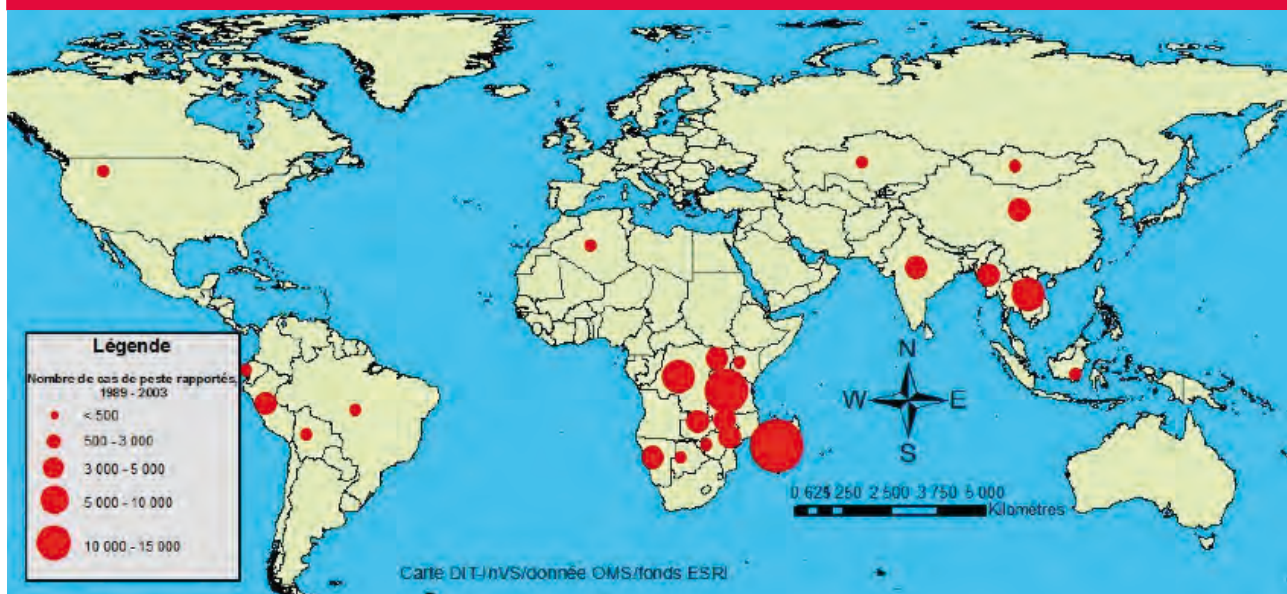 Légende
Nombre de cas de peste rapportés,
1989 - 2003
< 500
500 - 3 000
3 000 - 5 000
5 000 - 10 000
10 000 - 15 000
N
W E
S
0 625 1 250 2 500 3 750 5 000
Kilomètres
Carte DIT-InVS/donnée OMS/fonds ESRI